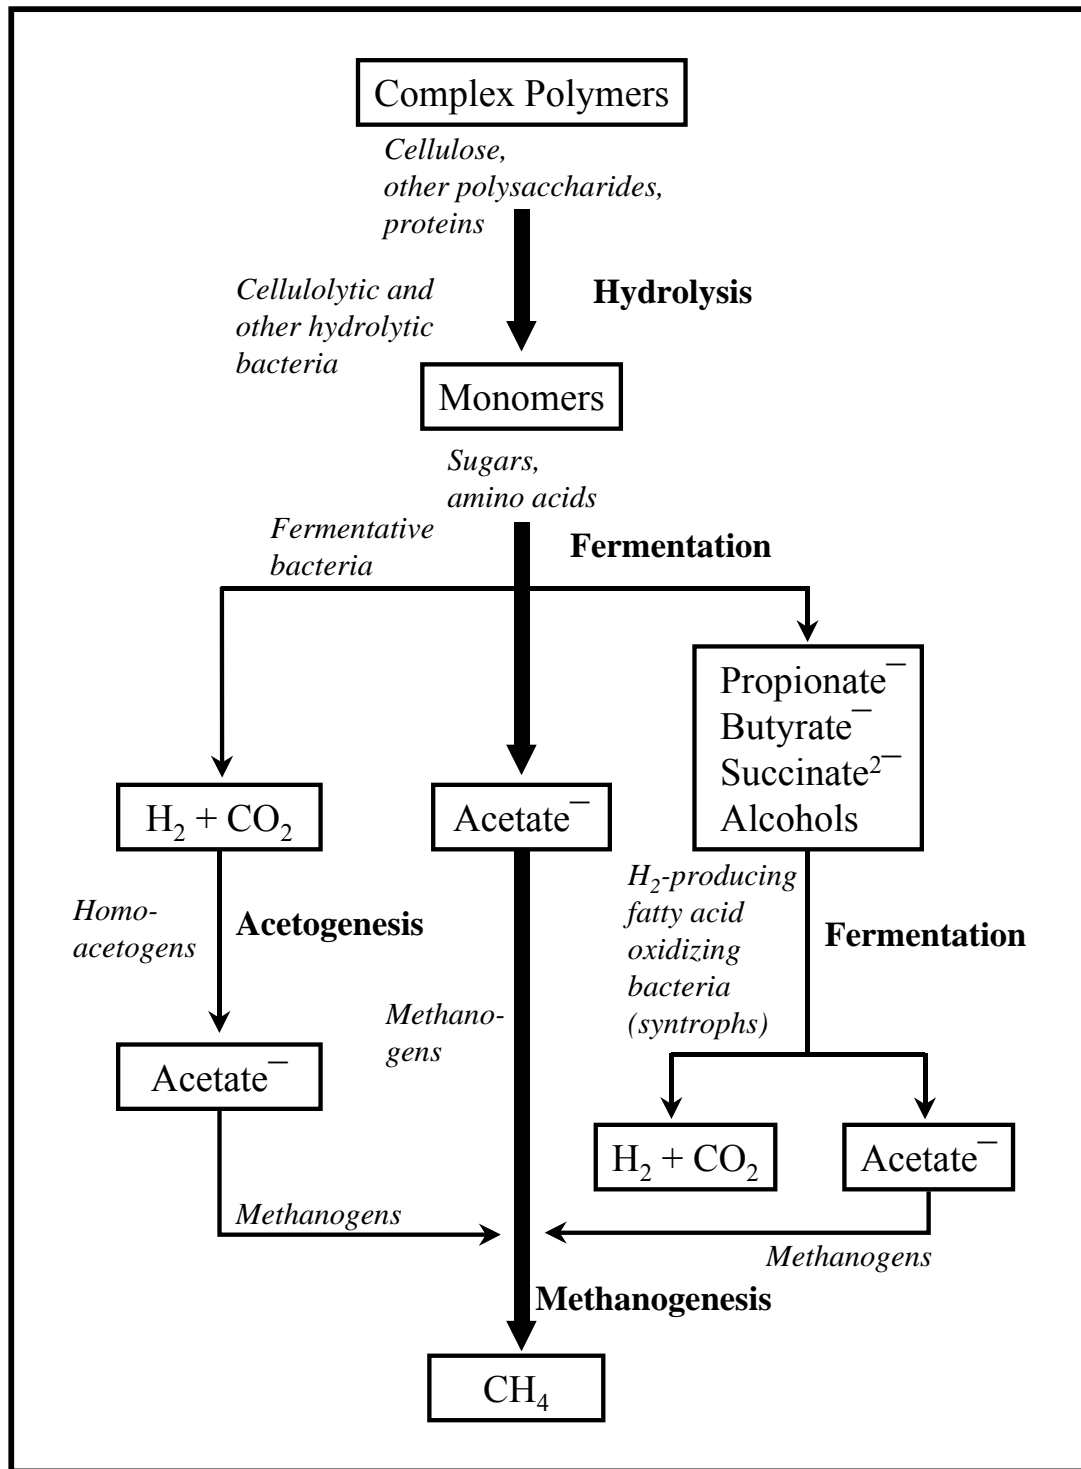 Complex Polymers
Cellulose,
other polysaccharides,
proteins
Cellulolytic and
other hydrolytic
bacteria
Hydrolysis
Monomers
Sugars,
amino acids
Fermentative
bacteria
Fermentation
H₂ + CO₂
Acetate¯
Propionate¯
Butyrate¯
Succinate²¯
Alcohols
Homo-
acetogens
Acetogenesis
Methano-
gens
H₂-producing
fatty acid
oxidizing
bacteria
(syntrophs)
Fermentation
Acetate¯
H₂ + CO₂
Acetate¯
Methanogens
Methanogens
Methanogenesis
CH₄